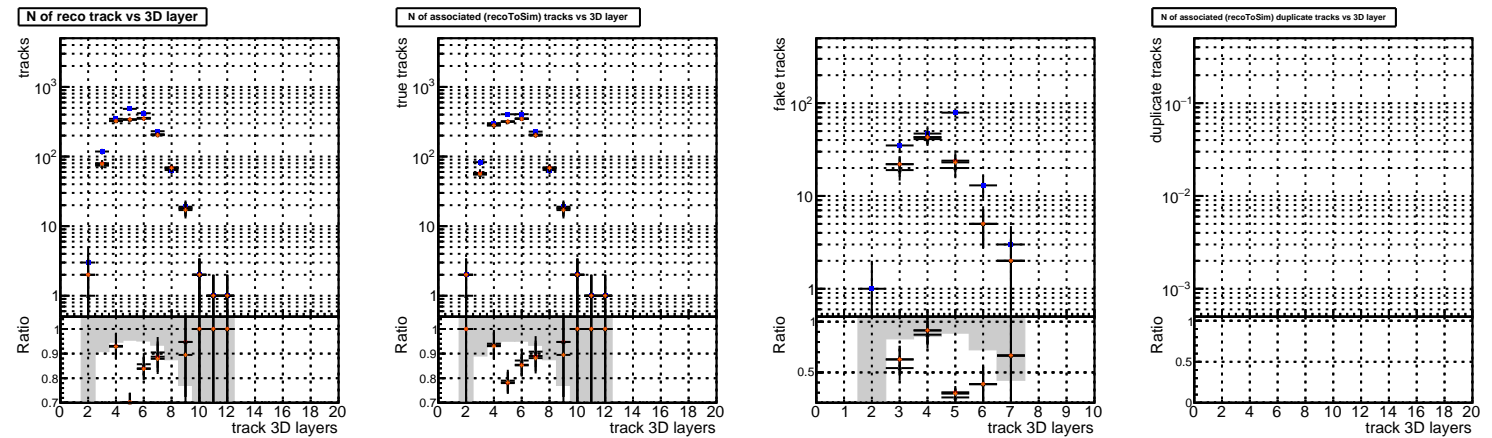 N of reco track vs 3D layer
tracks
10³
10²
10
1
Ratio
1
0.9
0.8
0.7
0 2 4 6 8 10 12 14 16 18 20
track 3D layers
N of associated (recoToSim) tracks vs 3D layer
true tracks
10³
10²
10
1
Ratio
1
0.9
0.8
0.7
0 2 4 6 8 10 12 14 16 18 20
track 3D layers
fake tracks
10²
10
1
Ratio
1
0.5
0 1 2 3 4 5 6 7 8 9 10
track 3D layers
N of associated (recoToSim) duplicate tracks vs 3D layer
duplicate tracks
10⁻¹
10⁻²
10⁻³
Ratio
1
0.5
0
0 2 4 6 8 10 12 14 16 18 20
track 3D layers